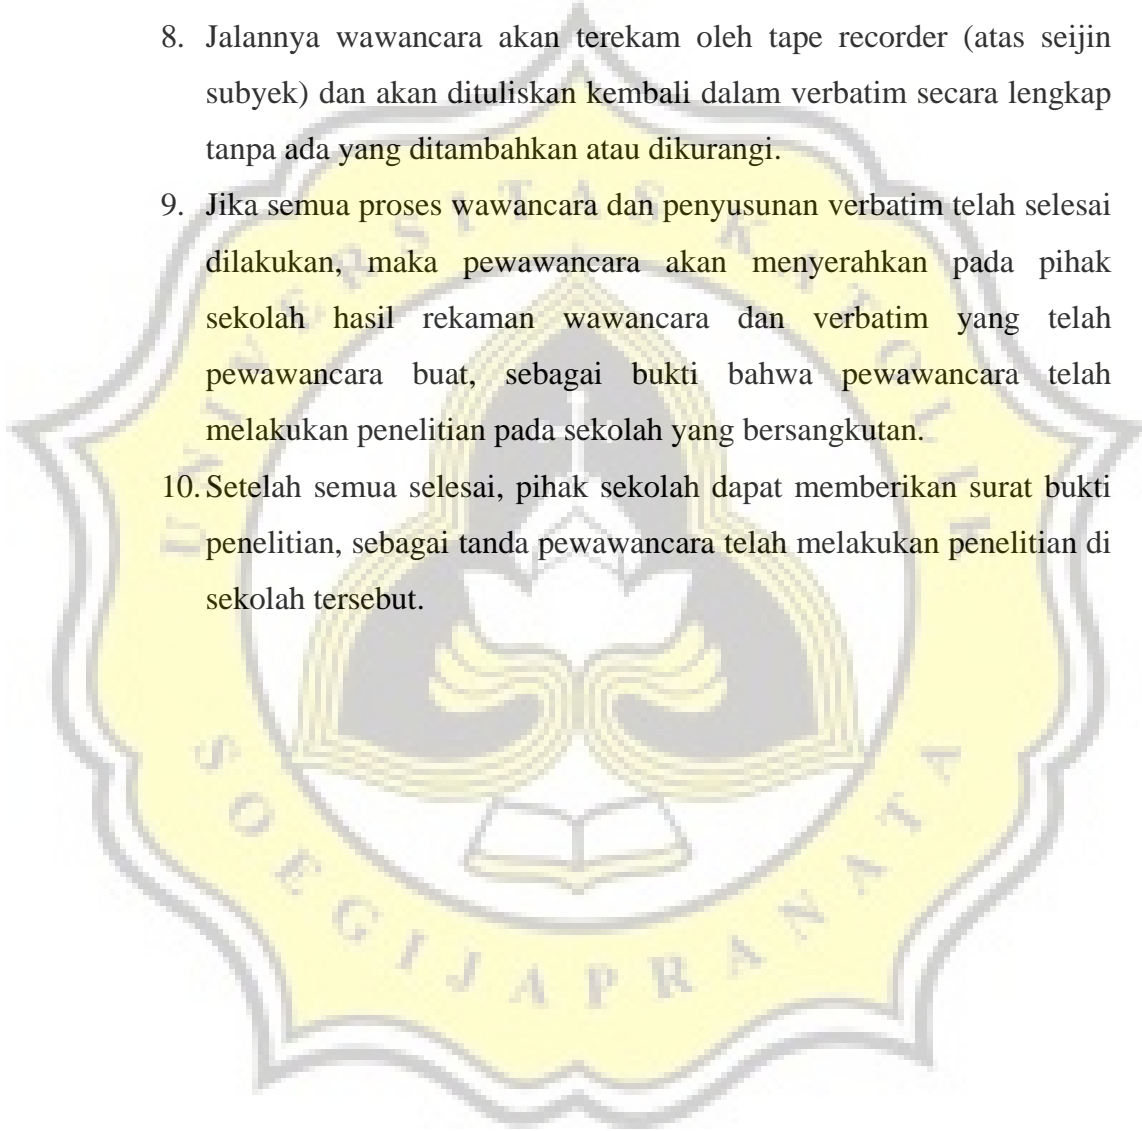 8. Jalannya wawancara akan terekam oleh tape recorder (atas seijin
subyek) dan akan dituliskan kembali dalam verbatim secara lengkap
tanpa ada yang ditambahkan atau dikurangi.
9. Jika semua proses wawancara dan penyusunan verbatim telah selesai
dilakukan, maka pewawancara akan menyerahkan pada pihak
sekolah hasil rekaman wawancara dan verbatim yang telah
pewawancara buat, sebagai bukti bahwa pewawancara telah
melakukan penelitian pada sekolah yang bersangkutan.
10. Setelah semua selesai, pihak sekolah dapat memberikan surat bukti
penelitian, sebagai tanda pewawancara telah melakukan penelitian di
sekolah tersebut.
UNIVERSITAS KATOLIK
SOEGIJAPRANATA